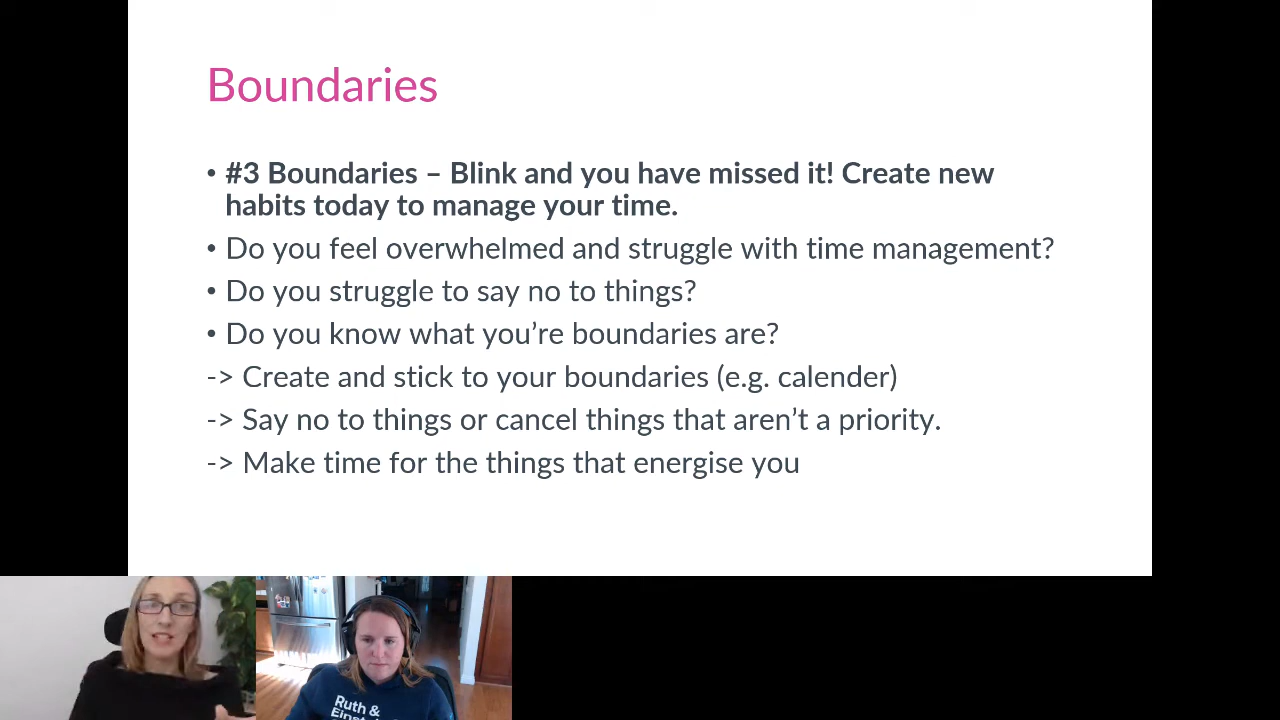 Boundaries
• #3 Boundaries – Blink and you have missed it! Create new
habits today to manage your time.
• Do you feel overwhelmed and struggle with time management?
• Do you struggle to say no to things?
• Do you know what you’re boundaries are?
-> Create and stick to your boundaries (e.g. calender)
-> Say no to things or cancel things that aren’t a priority.
-> Make time for the things that energise you
Ruth &